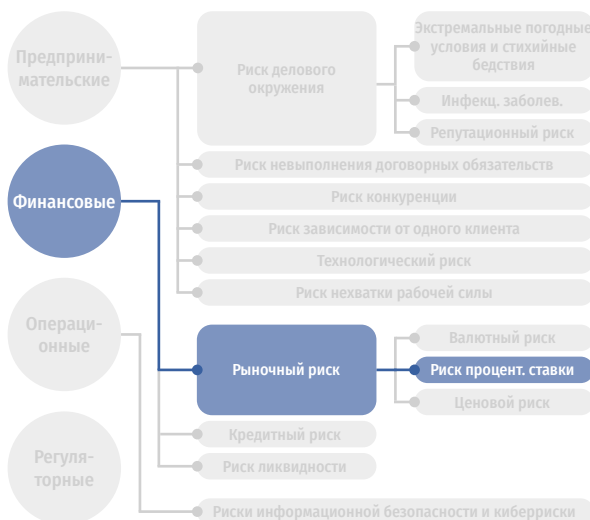 Предприни-
мательские
Риск делового
окружения
Экстремальные погодные
условия и стихийные
бедствия
Инфекц. заболев.
Репутационный риск
Риск невыполнения договорных обязательств
Финансовые
Риск конкуренции
Риск зависимости от одного клиента
Технологический риск
Риск нехватки рабочей силы
Операци-
онные
Рыночный риск
Валютный риск
Риск процент. ставки
Ценовой риск
Кредитный риск
Риск ликвидности
Регуля-
торные
Риски информационной безопасности и киберриски